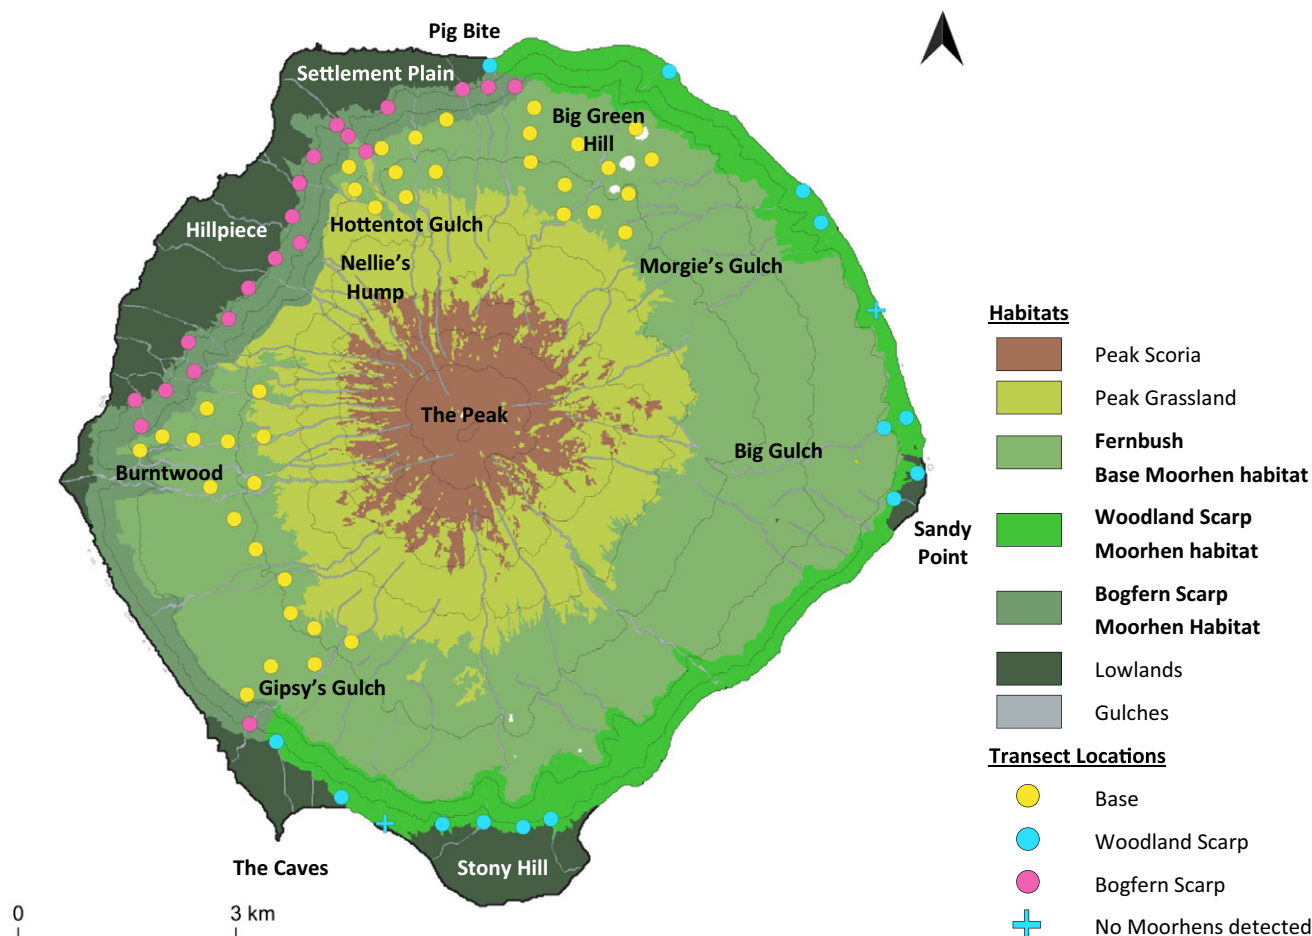 Pig Bite
Settlement Plain
Big Green
Hill
Hillpiece
Hottentot Gulch
Nellie's
Hump
Morgie's Gulch
The Peak
Big Gulch
Burntwood
Sandy
Point
Gipsy's Gulch
The Caves
Stony Hill
0 3 km
Habitats
Peak Scoria
Peak Grassland
Fernbush
Base Moorhen habitat
Woodland Scarp
Moorhen habitat
Bogfern Scarp
Moorhen Habitat
Lowlands
Gulches
Transect Locations
Base
Woodland Scarp
Bogfern Scarp
No Moorhens detected